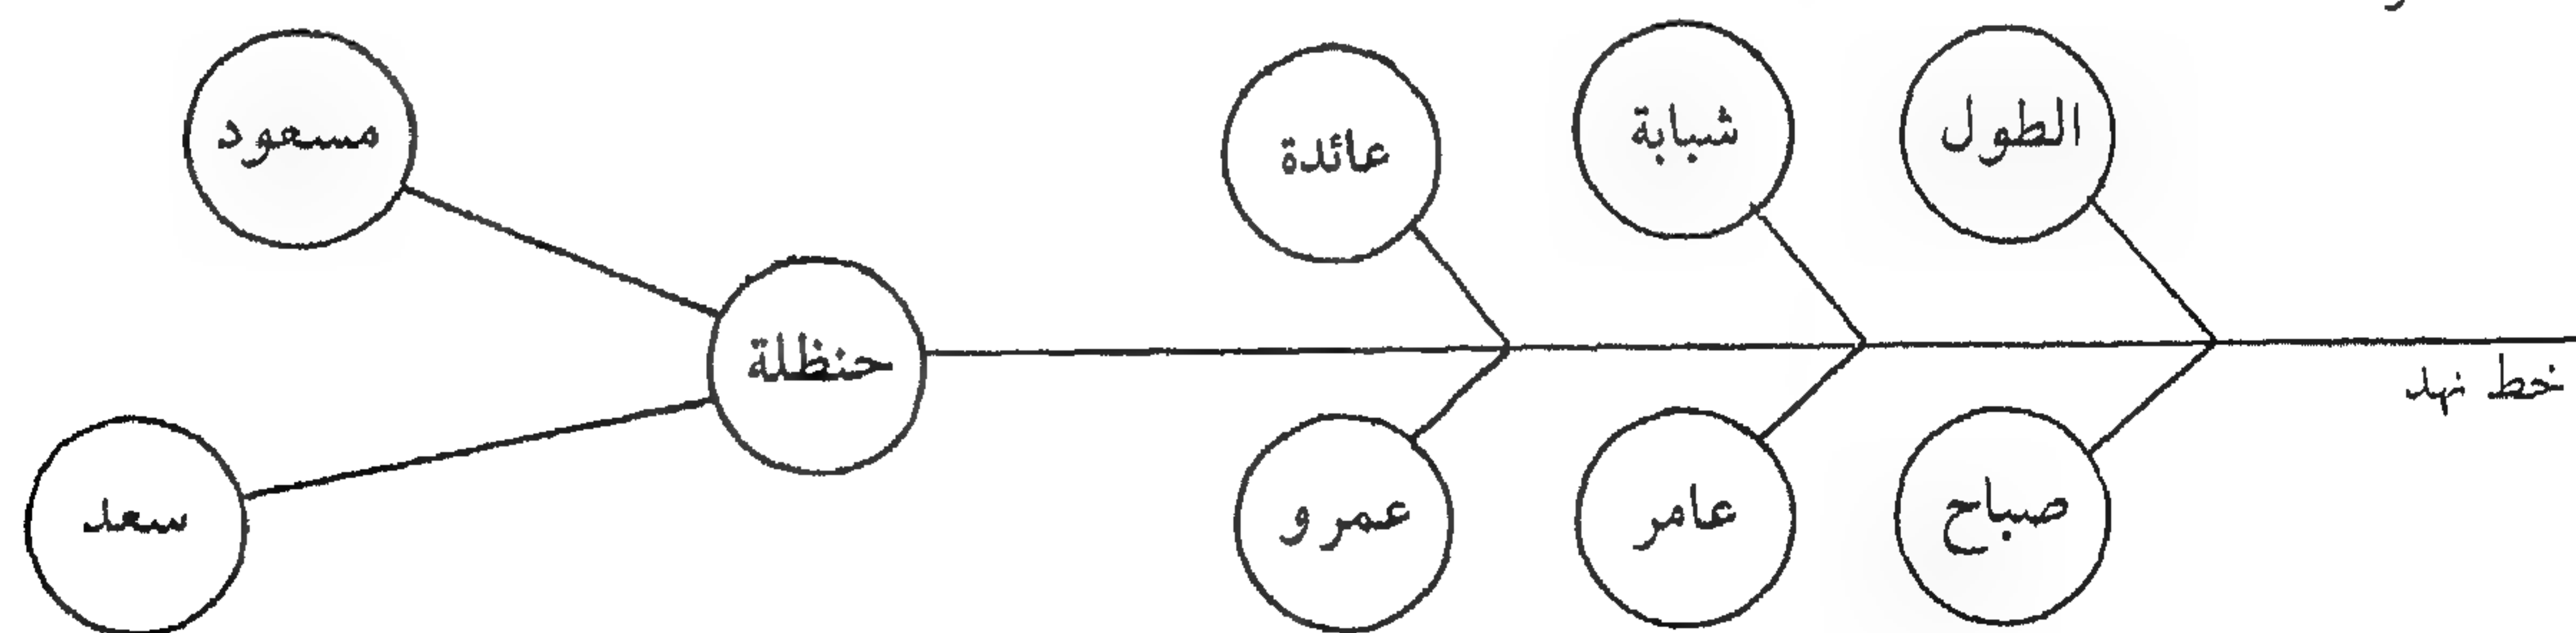 الطول
شبابة
عائدة
مسعود
خط نهد
حنظلة
صباح
عامر
عمرو
سعد